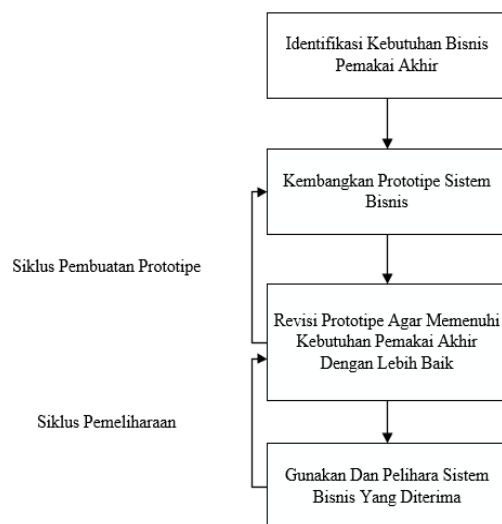 Identifikasi Kebutuhan Bisnis
Pemakai Akhir
Kembangkan Prototipe Sistem
Bisnis
Siklus Pembuatan Prototipe
Revisi Prototipe Agar Memenuhi
Kebutuhan Pemakai Akhir
Dengan Lebih Baik
Siklus Pemeliharaan
Gunakan Dan Pelihara Sistem
Bisnis Yang Diterima